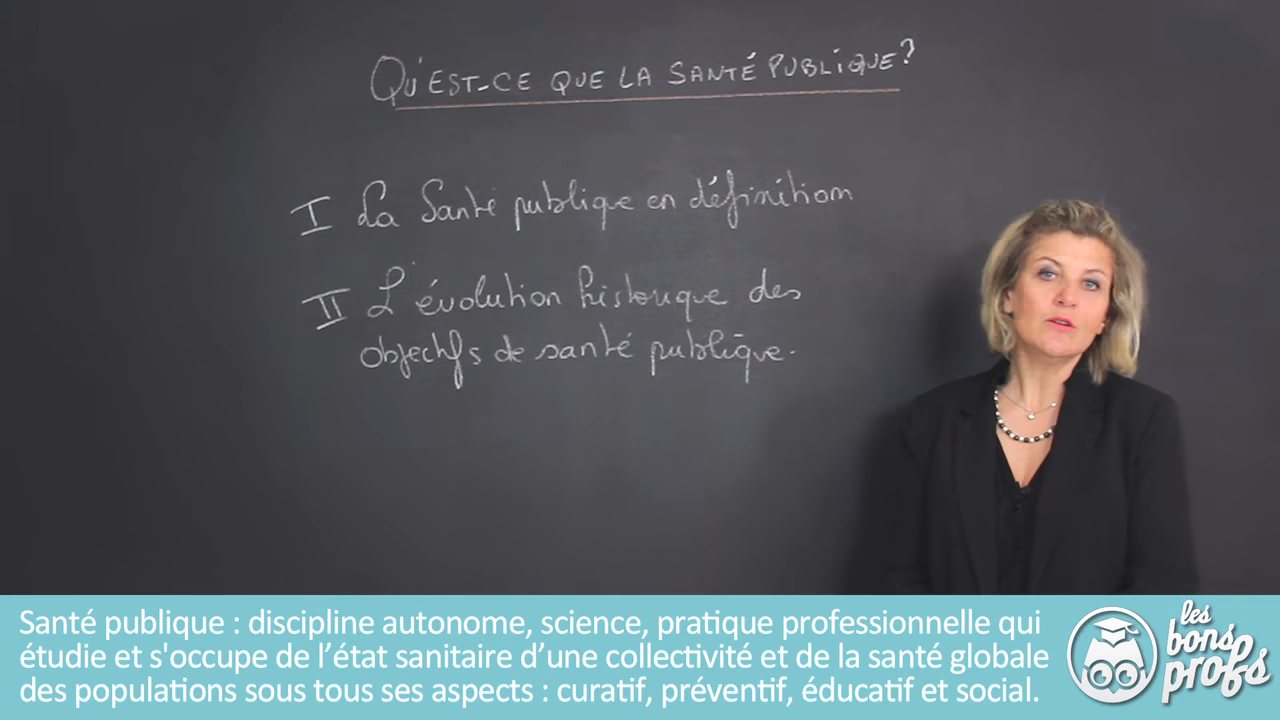 QU'EST-CE QUE LA SANTÉ PUBLIQUE?
I La Santé publique en définition
II L'évolution historique des
objectifs de santé publique.
Santé publique : discipline autonome, science, pratique professionnelle qui
étudie et s'occupe de l’état sanitaire d’une collectivité et de la santé globale
des populations sous tous ses aspects : curatif, préventif, éducatif et social.
les
bons
profs